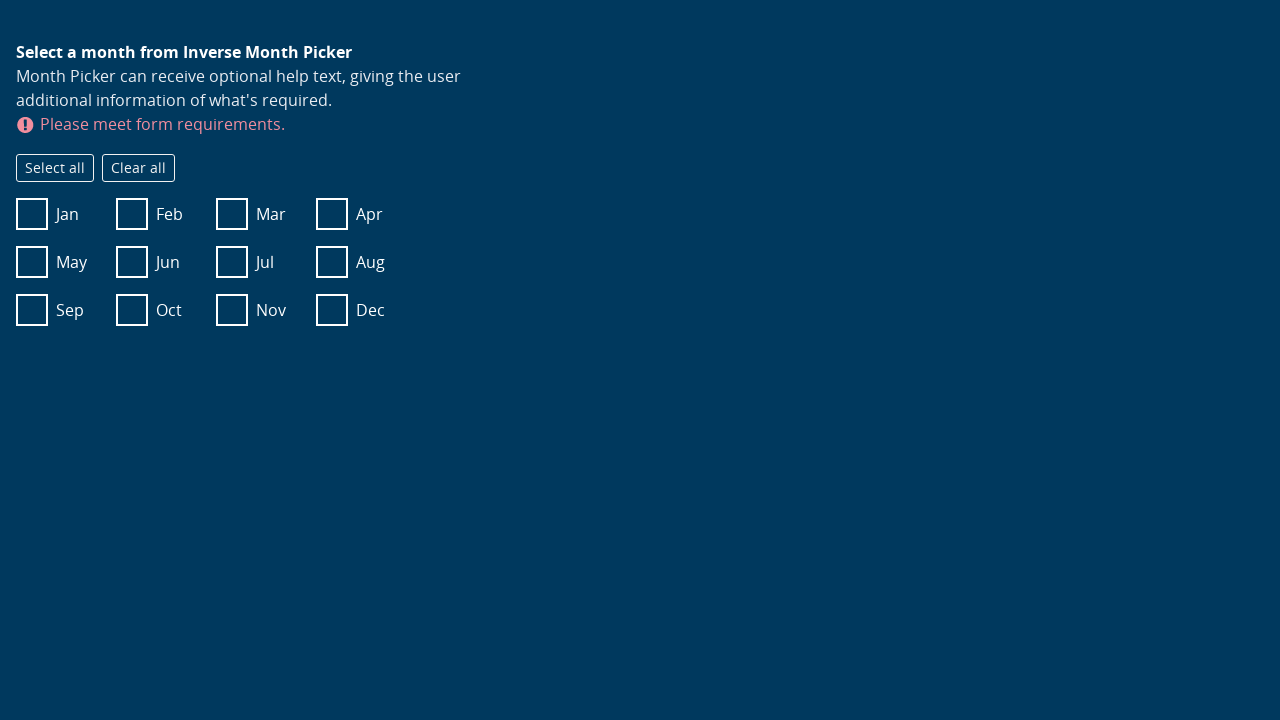 Select a month from Inverse Month Picker
Month Picker can receive optional help text, giving the user
additional information of what's required.
Please meet form requirements.
Select all Clear all
Jan Feb Mar Apr
May Jun Jul Aug
Sep Oct Nov Dec